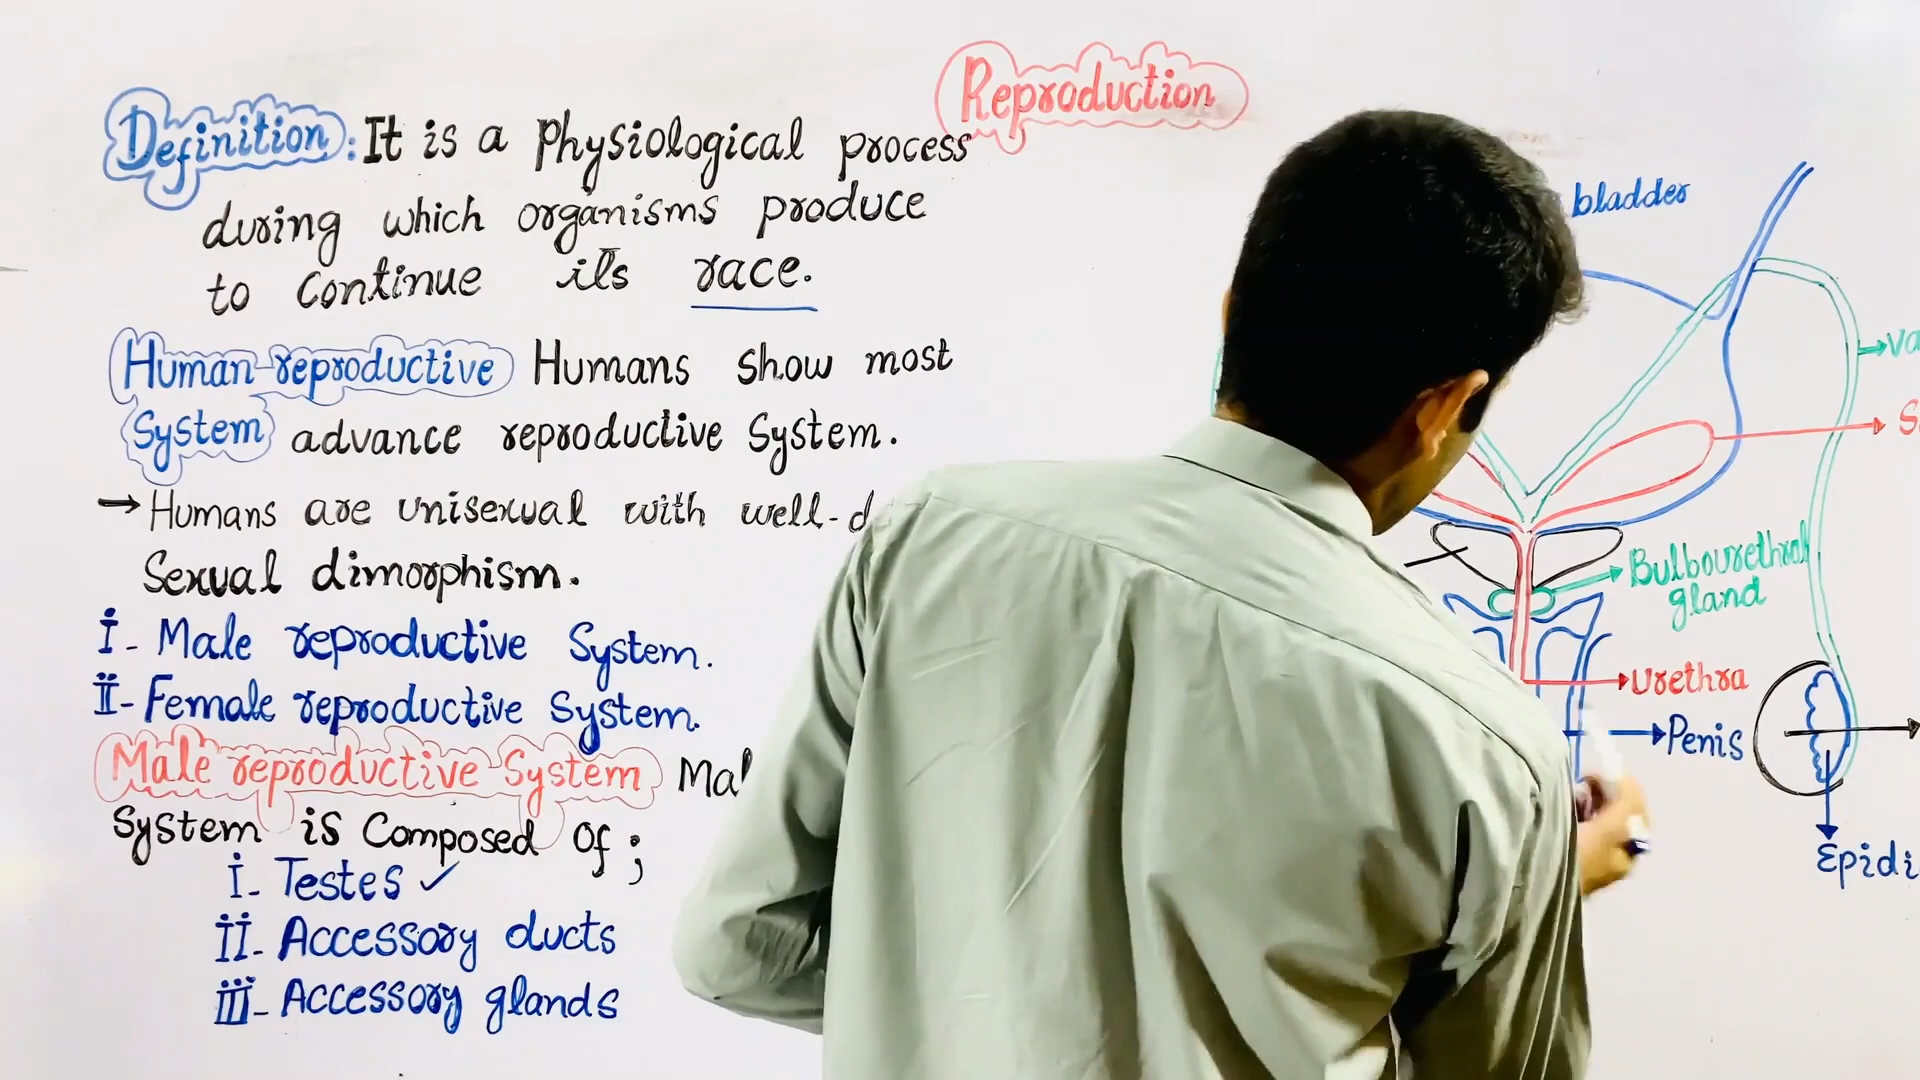 Reproduction
Definition: It is a Physiological process
during which organisms produce
to continue its race.
Human reproductive Humans show most
System advance reproductive System.
→ Humans are unisexual with well-d
Sexual dimorphism.
i- Male reproductive System.
ii- Female reproductive System.
Male reproductive System Mal
System is Composed of ;
i- Testes ✓
ii- Accessory ducts
iii- Accessory glands
bladder
Va
S
Bulbourethral
gland
Urethra
Penis
Epidi